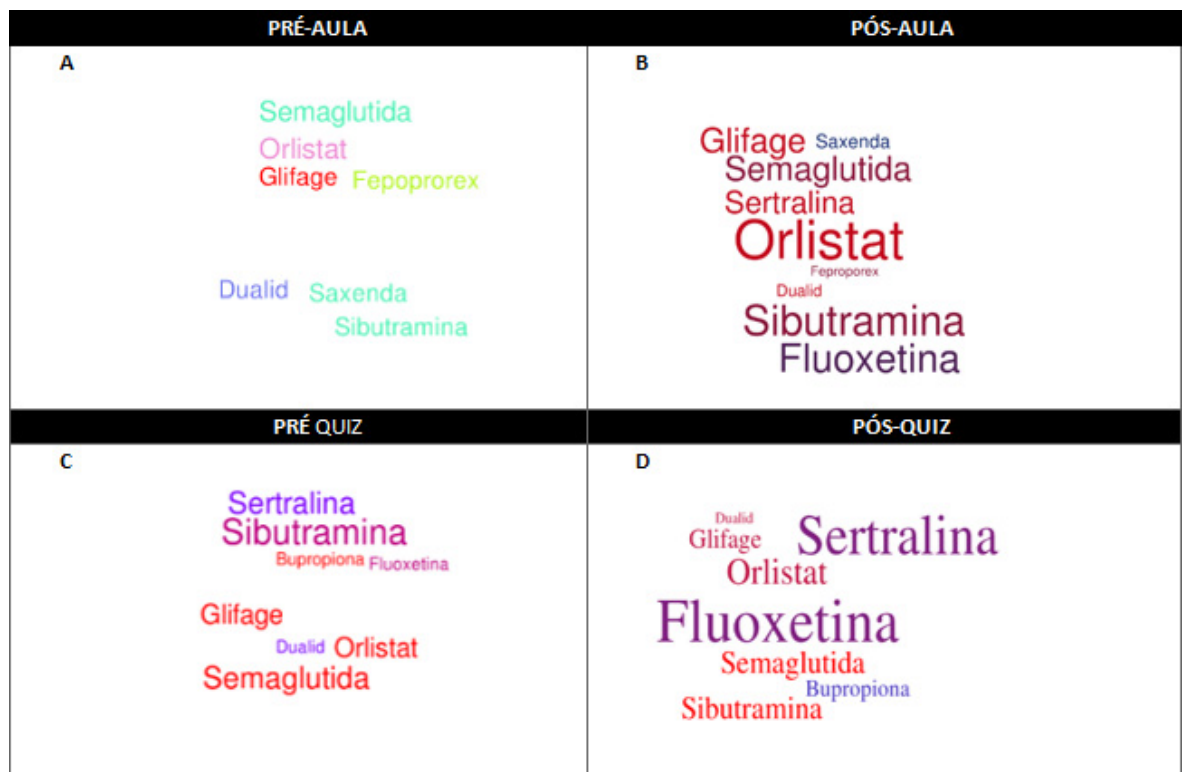 PRÉ-AULA
PÓS-AULA
A
Semaglutida
Orlistat
Glifage Fepoprorex
Dualid Saxenda
Sibutramina
B
Glifage Saxenda
Semaglutida
Sertralina
Orlistat
Feproporex
Dualid
Sibutramina
Fluoxetina
PRÉ QUIZ
PÓS-QUIZ
C
Sertralina
Sibutramina
Bupropiona Fluoxetina
Glifage
Dualid Orlistat
Semaglutida
D
Dualid
Glifage Sertralina
Orlistat
Fluoxetina
Semaglutida
Bupropiona
Sibutramina